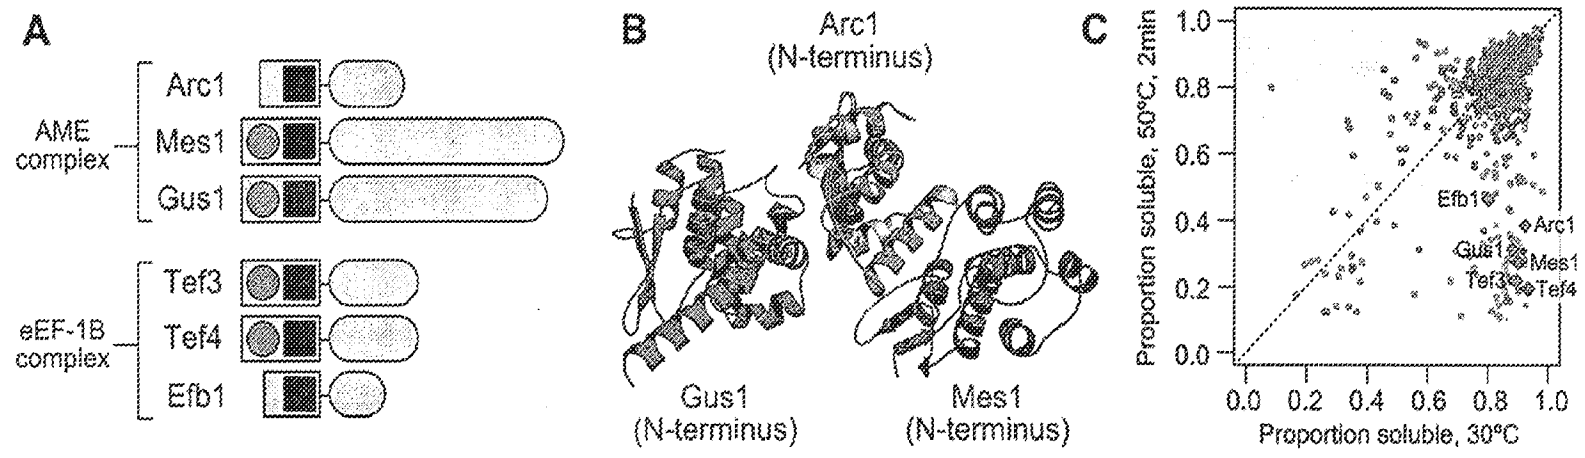 A
AME
complex
Arc1
Mes1
Gus1
eEF-1B
complex
Tef3
Tef4
Efb1
B
Arc1
(N-terminus)
Gus1
(N-terminus)
Mes1
(N-terminus)
C
Proportion soluble, 50ºC, 2min
1.0
0.8
0.6
0.4
0.2
0.0
Efb1
Arc1
Gus1
Mes1
Tef3
Tef4
0.0 0.2 0.4 0.6 0.8 1.0
Proportion soluble, 30ºC